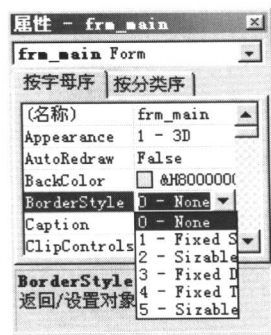 属性 - frm_main
frm_main Form
按字母序 按分类序
(名称) frm_main
Appearance 1 - 3D
AutoRedraw False
BackColor &H8000000(
BorderStyle 0 - None
Caption 0 - None
ClipControls 1 - Fixed S
2 - Sizable
3 - Fixed D
4 - Fixed T
5 - Sizable
BorderStyle
返回/设置对象